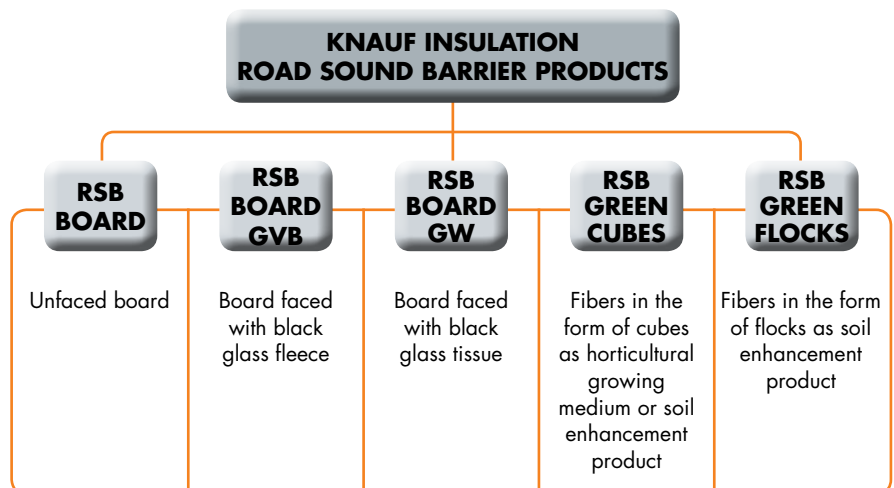 KNAUF INSULATION
ROAD SOUND BARRIER PRODUCTS
RSB
BOARD
RSB
BOARD
GVB
RSB
BOARD
GW
RSB
GREEN
CUBES
RSB
GREEN
FLOCKS
Unfaced board
Board faced
with black
glass fleece
Board faced
with black
glass tissue
Fibers in the
form of cubes
as horticultural
growing
medium or soil
enhancement
product
Fibers in the form
of flocks as soil
enhancement
product